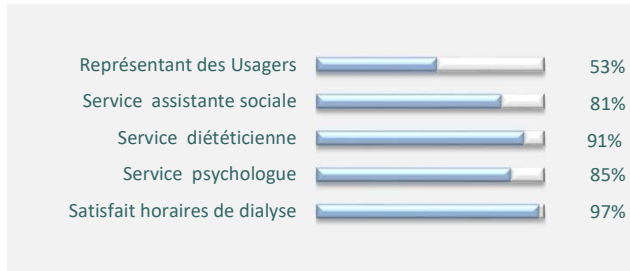 Représentant des Usagers 53%
Service assistante sociale 81%
Service diététicienne 91%
Service psychologue 85%
Satisfait horaires de dialyse 97%